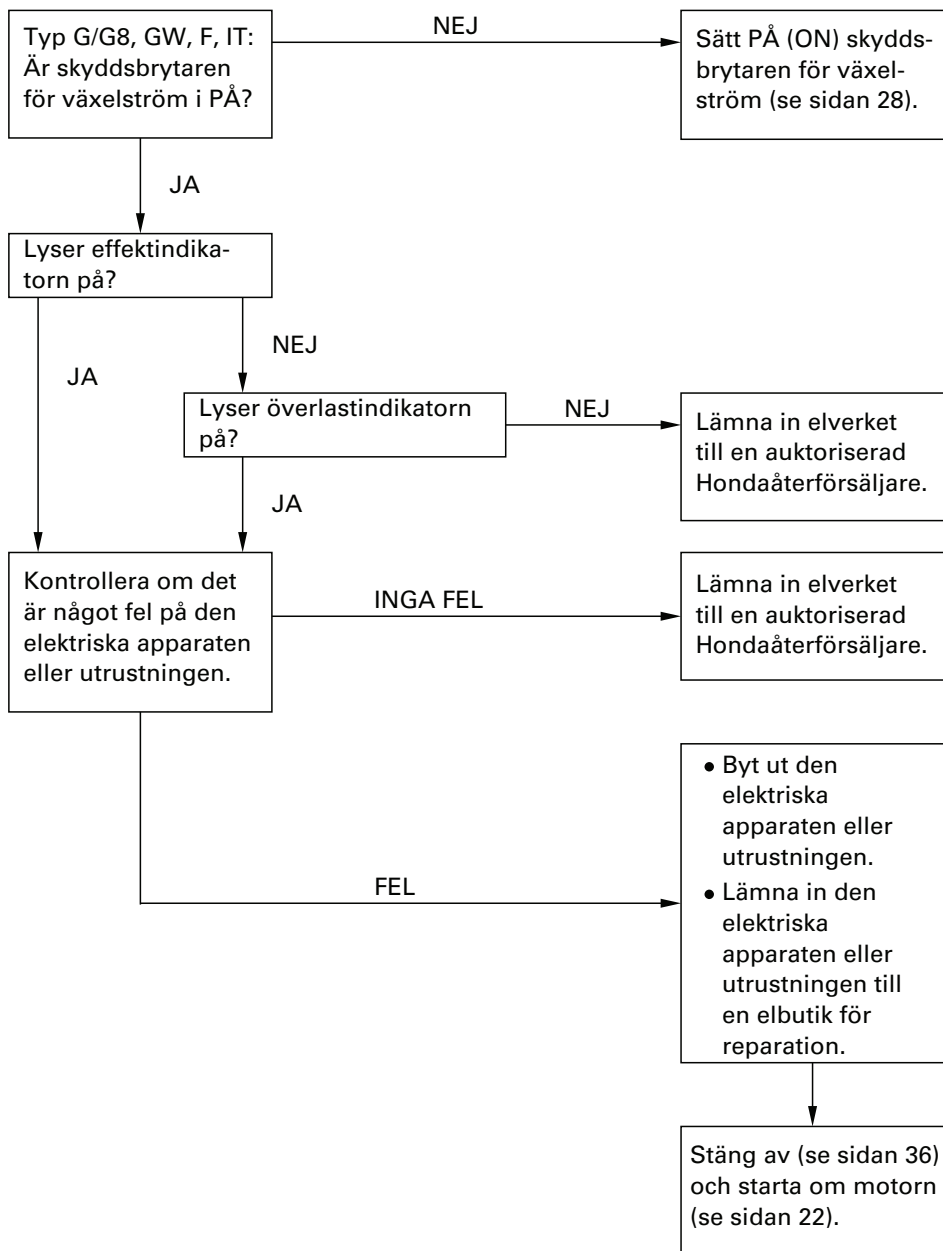 Typ G/G8, GW, F, IT:
Är skyddsbrytaren
för växelström i PÅ?
NEJ
Sätt PÅ (ON) skydds-
brytaren för växel-
ström (se sidan 28).
JA
Lyser effektindika-
torn på?
JA
NEJ
Lyser överlastindikatorn
på?
NEJ
Lämna in elverket
till en auktoriserad
Hondaåterförsäljare.
JA
Kontrollera om det
är något fel på den
elektriska apparaten
eller utrustningen.
INGA FEL
Lämna in elverket
till en auktoriserad
Hondaåterförsäljare.
FEL
● Byt ut den
elektriska
apparaten eller
utrustningen.
● Lämna in den
elektriska
apparaten eller
utrustningen till
en elbutik för
reparation.
Stäng av (se sidan 36)
och starta om motorn
(se sidan 22).